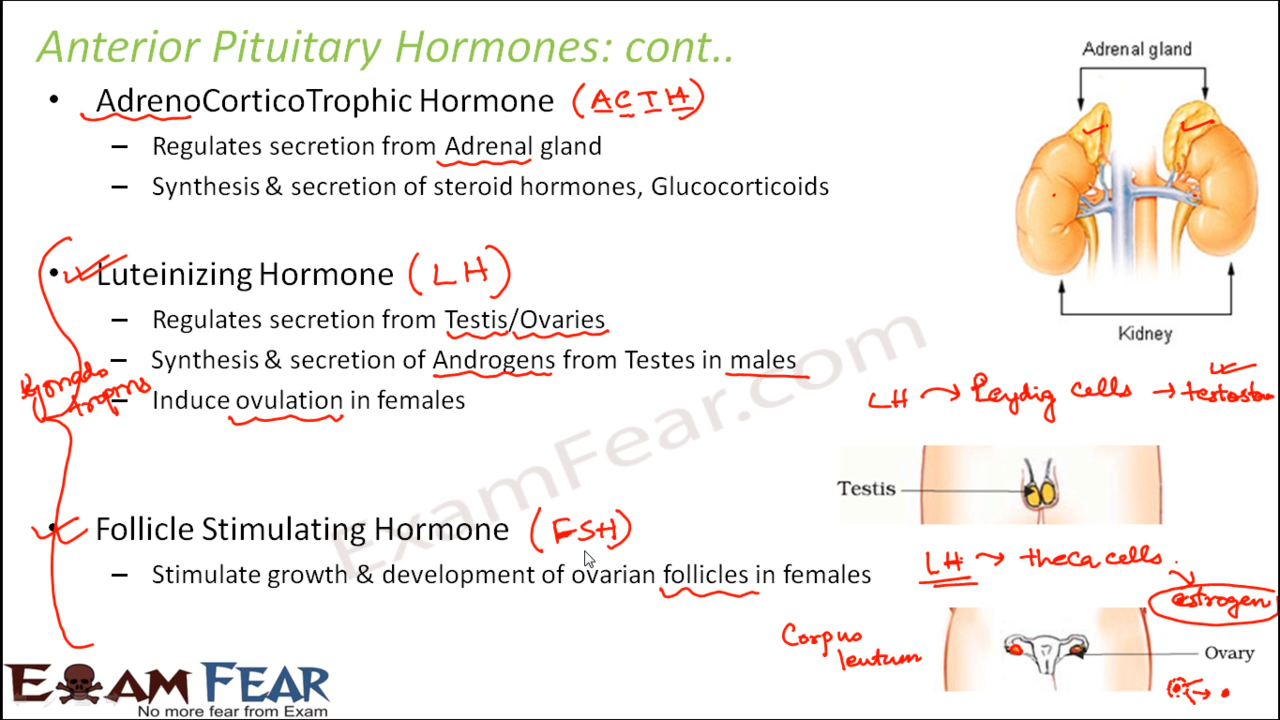 Anterior Pituitary Hormones: cont..
• AdrenoCorticoTrophic Hormone (ACTH)
– Regulates secretion from Adrenal gland
– Synthesis & secretion of steroid hormones, Glucocorticoids
• Luteinizing Hormone (LH)
– Regulates secretion from Testis/Ovaries
– Synthesis & secretion of Androgens from Testes in males
– Induce ovulation in females
Gonado
tropins
• Follicle Stimulating Hormone (FSH)
– Stimulate growth & development of ovarian follicles in females
Adrenal gland
Kidney
LH → Leydig cells → testosto
Testis
LH → theca cells
estrogen
Corpus
leutum
Ovary
ExamFear.com
EXAM FEAR
No more fear from Exam